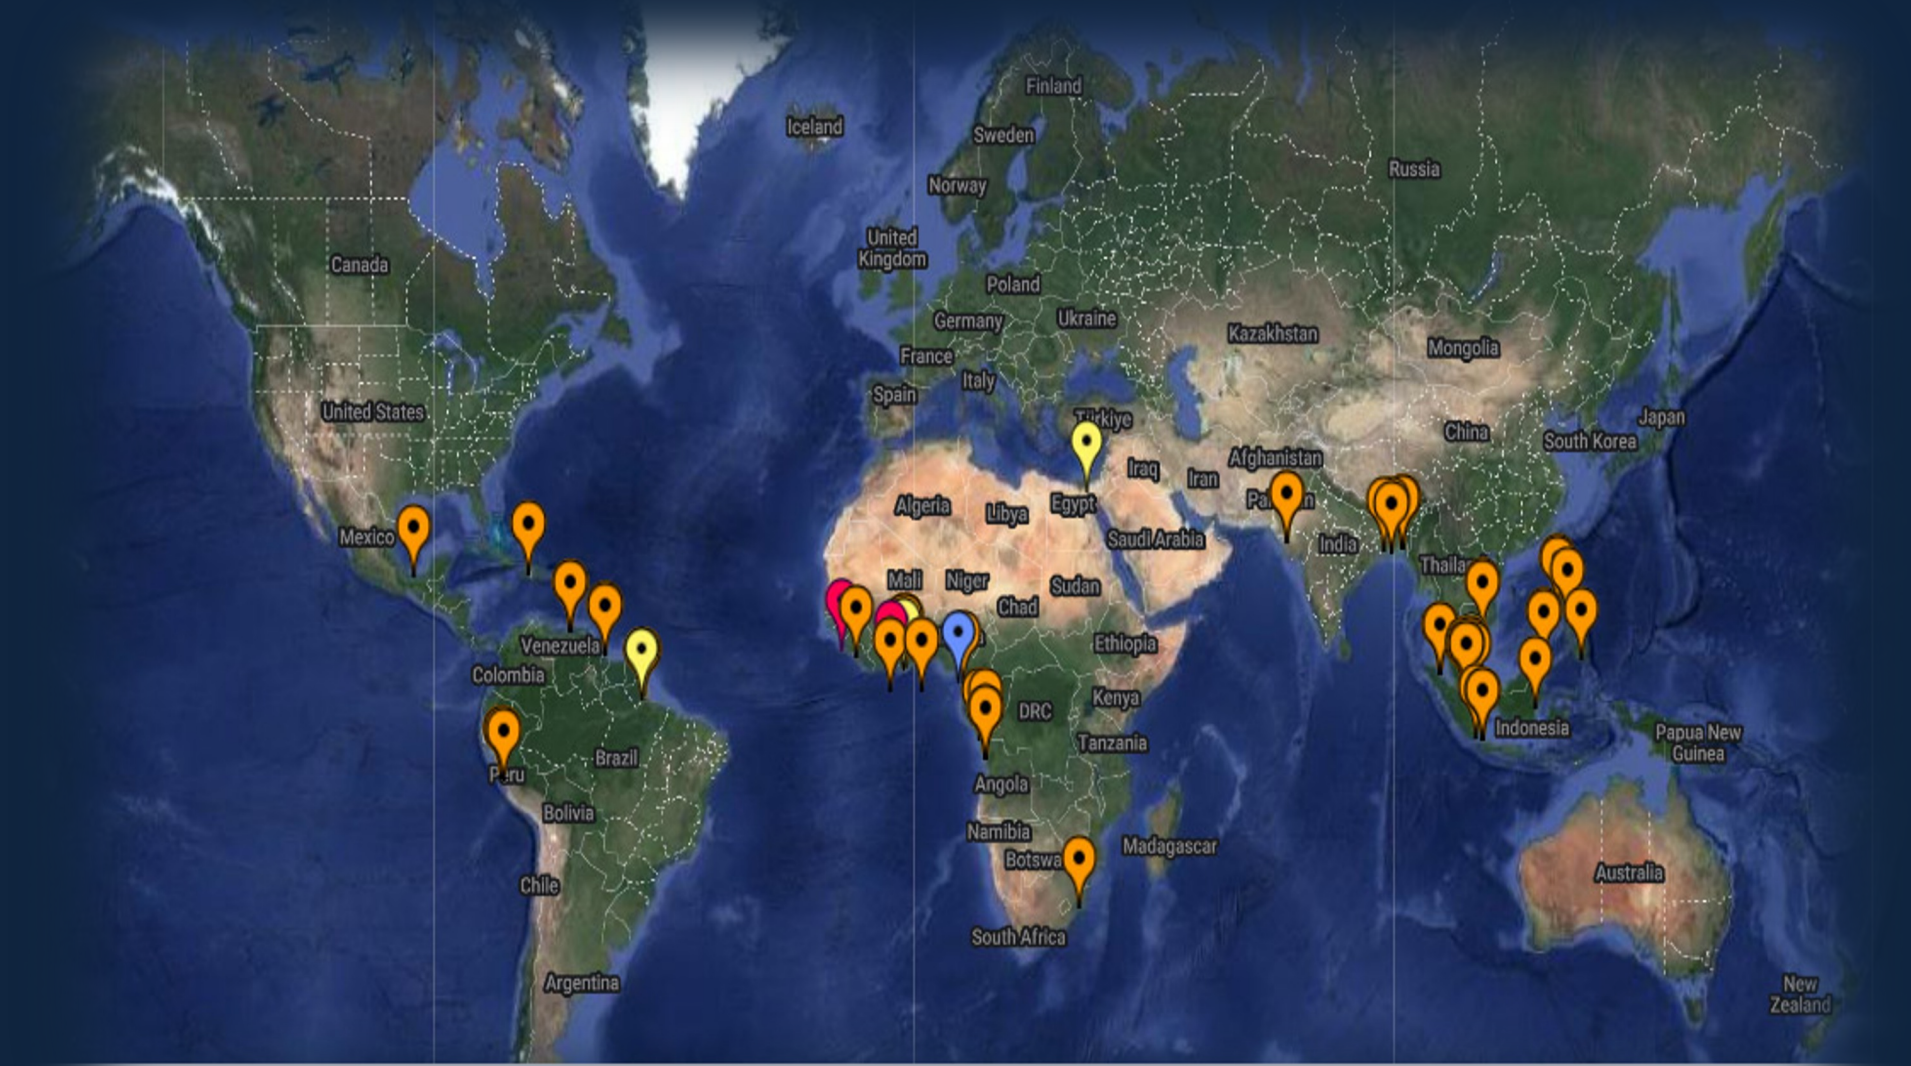 Finland
Iceland
Sweden
Russia
Norway
United
Kingdom
Canada
Poland
Germany
Ukraine
Kazakhstan
Mongolia
France
Italy
Spain
United States
Türkiye
Japan
China
South Korea
Afghanistan
Iraq
Iran
Algeria
Libya
Egypt
Mexico
Saudi Arabia
India
Mali
Niger
Sudan
Chad
Venezuela
Ethiopia
Colombia
Kenya
DRC
Indonesia
Papua New
Guinea
Tanzania
Brazil
Peru
Angola
Bolivia
Namibia
Madagascar
Australia
Chile
South Africa
Argentina
New
Zealand